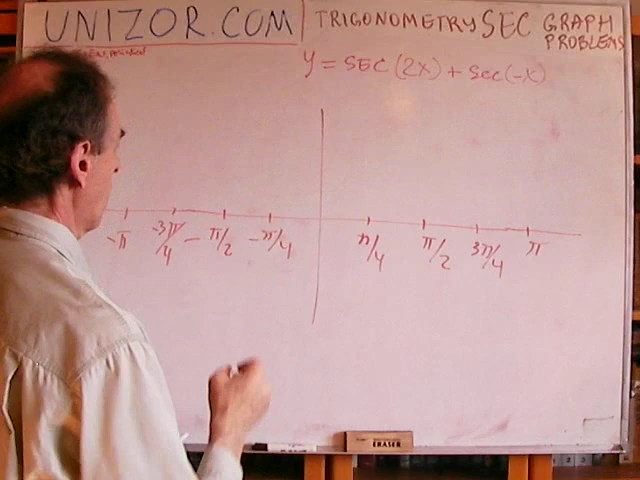 UNIZOR.COM
TRIGONOMETRY SEC GRAPH PROBLEMS
y = SEC (2x) + sec(-x)
-π -3π/4 -π/2 -π/4 π/4 π/2 3π/4 π
ERASER